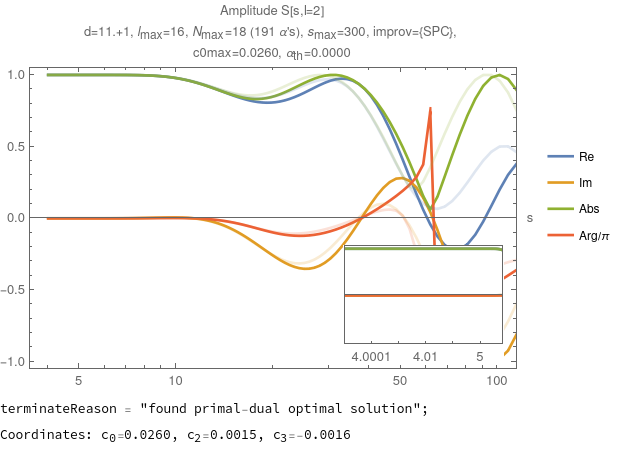 Amplitude S[s,l=2]
d=11.+1, lmax=16, Nmax=18 (191 α's), smax=300, improv={SPC},
c0max=0.0260, αth=0.0000
1.0
0.5
0.0
-0.5
-1.0
5
10
50
100
s
4.0001
4.01
5
Re
Im
Abs
Arg/π
terminateReason = "found primal-dual optimal solution";
Coordinates: c0=0.0260, c2=0.0015, c3=-0.0016